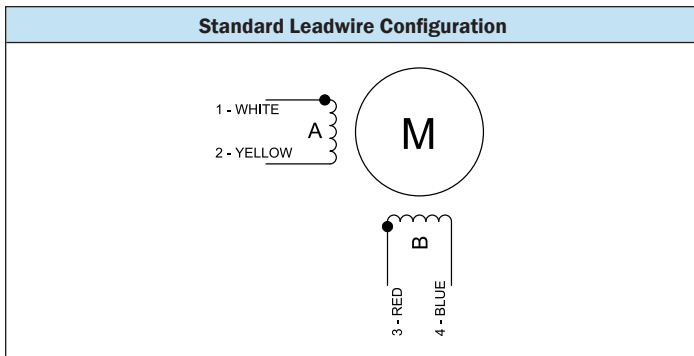 Standard Leadwire Configuration
1 - WHITE
A
2 - YELLOW
M
B
3 - RED
4 - BLUE